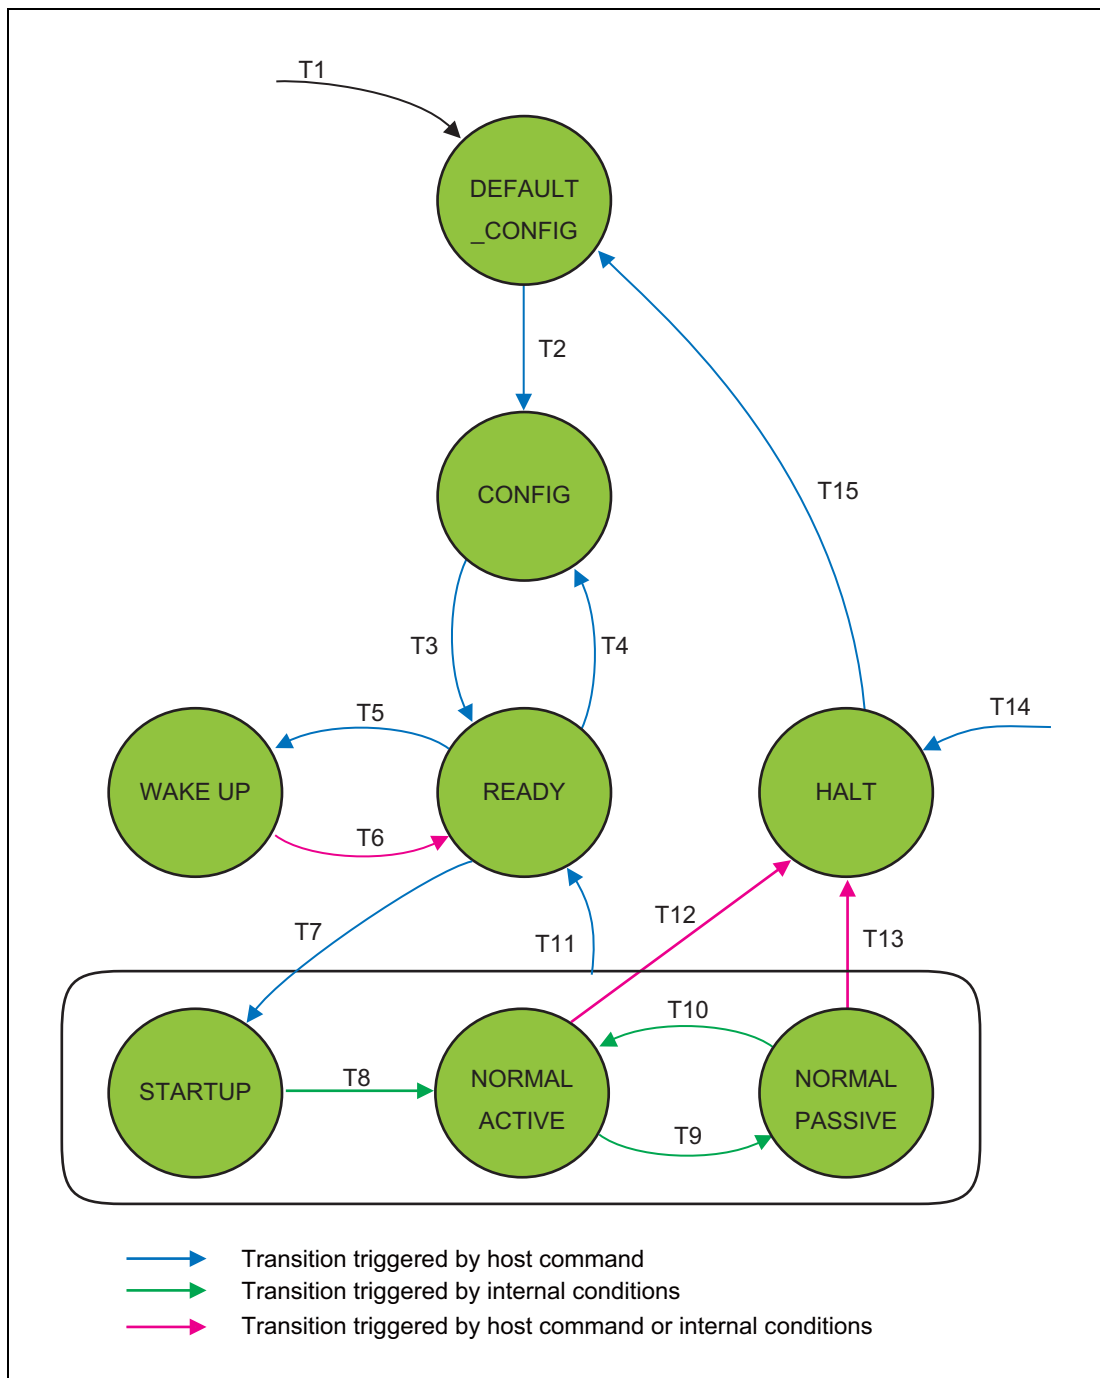 T1
DEFAULT
_CONFIG
T2
CONFIG
T15
T3
T4
T5
T14
WAKE UP
READY
HALT
T6
T7
T11
T12
T13
T10
STARTUP
T8
NORMAL
ACTIVE
NORMAL
PASSIVE
T9
Transition triggered by host command
Transition triggered by internal conditions
Transition triggered by host command or internal conditions